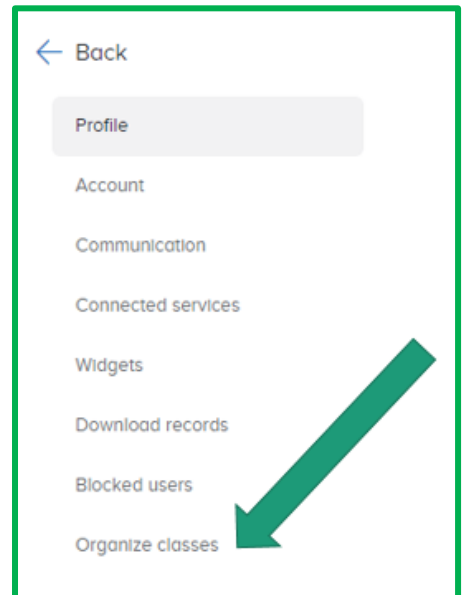 Back
Profile
Account
Communication
Connected services
Widgets
Download records
Blocked users
Organize classes